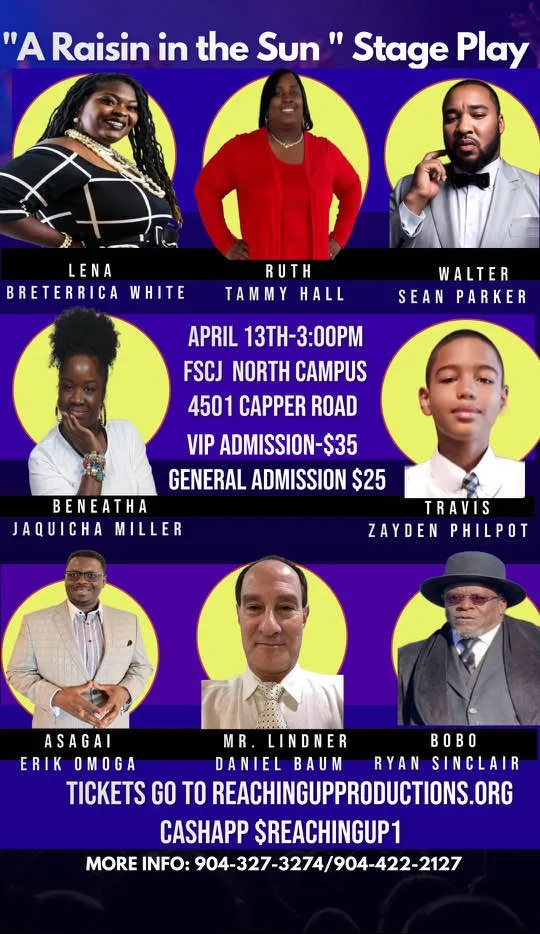 "A Raisin in the Sun " Stage Play
LENA
BRETERRICA WHITE
RUTH
TAMMY HALL
WALTER
SEAN PARKER
APRIL 13TH-3:00PM
FSCJ NORTH CAMPUS
4501 CAPPER ROAD
VIP ADMISSION-$35
GENERAL ADMISSION $25
BENEATHA
JAQUICHA MILLER
TRAVIS
ZAYDEN PHILPOT
ASAGAI
ERIK OMOGA
MR. LINDNER
DANIEL BAUM
BOBO
RYAN SINCLAIR
TICKETS GO TO REACHINGUPPRODUCTIONS.ORG
CASHAPP $REACHINGUP1
MORE INFO: 904-327-3274/904-422-2127